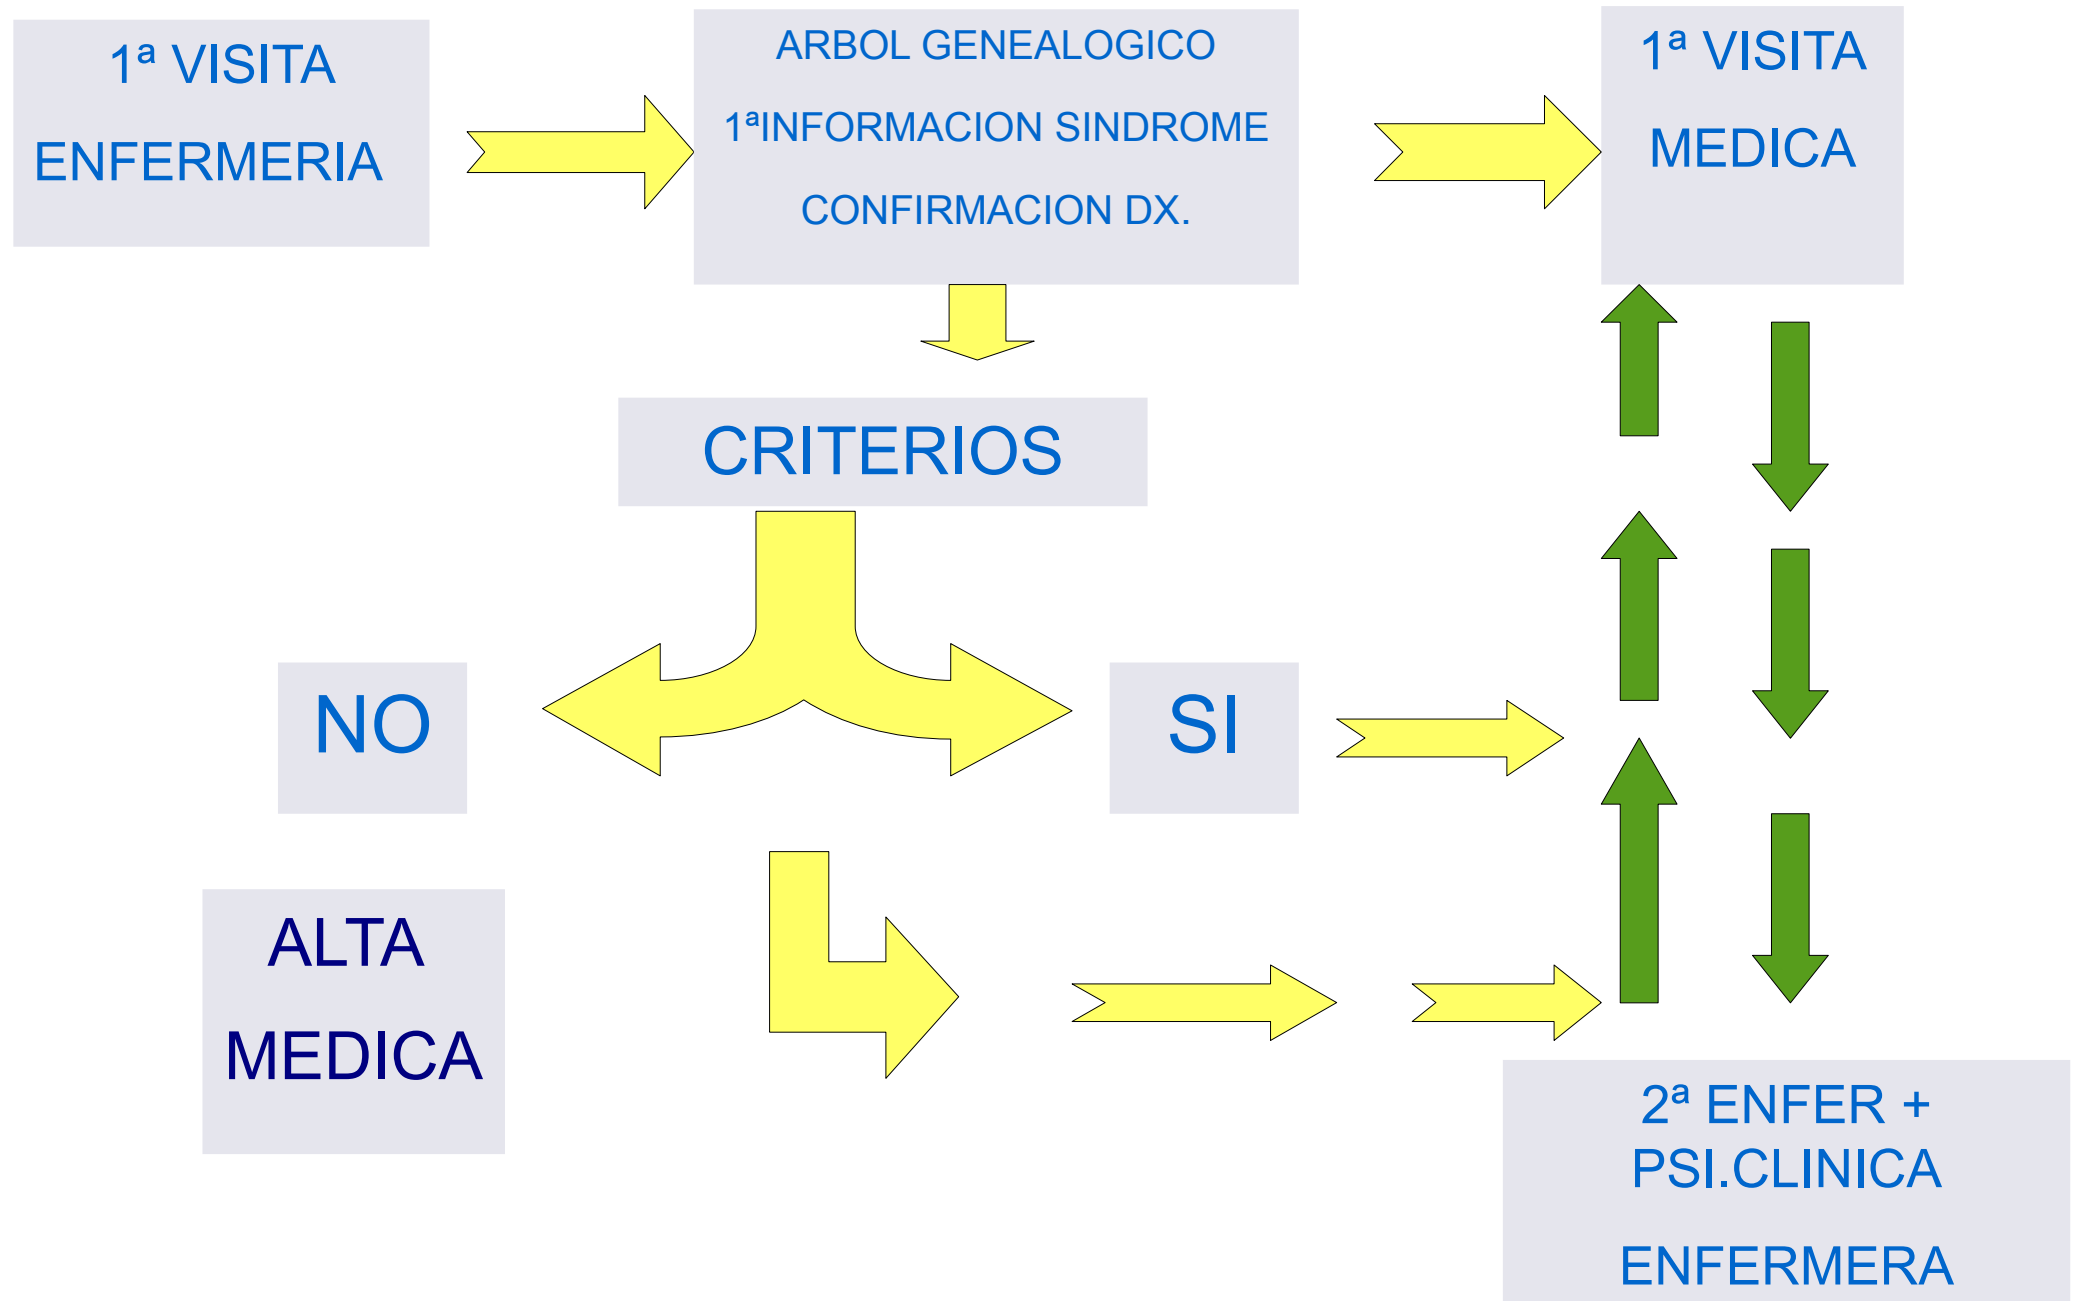 1ª VISITA
ENFERMERIA
ARBOL GENEALOGICO
1ªINFORMACION SINDROME
CONFIRMACION DX.
1ª VISITA
MEDICA
CRITERIOS
NO
SI
ALTA
MEDICA
2ª ENFER +
PSI.CLINICA
ENFERMERA